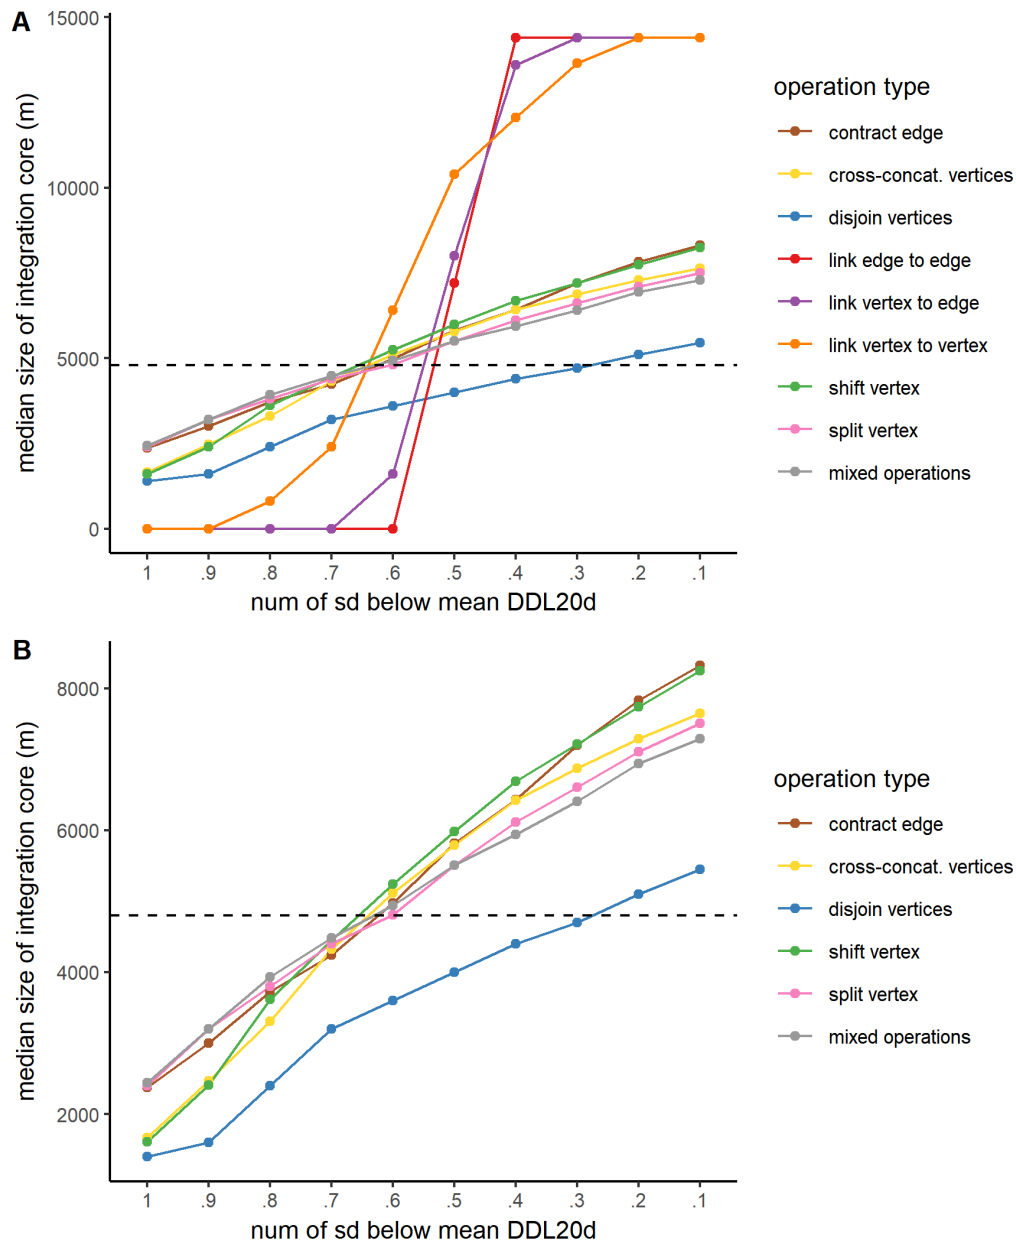 A
15000
10000
5000
0
median size of integration core (m)
1 .9 .8 .7 .6 .5 .4 .3 .2 .1
num of sd below mean DDL20d
operation type
contract edge
cross-concat. vertices
disjoin vertices
link edge to edge
link vertex to edge
link vertex to vertex
shift vertex
split vertex
mixed operations
B
8000
6000
4000
2000
median size of integration core (m)
1 .9 .8 .7 .6 .5 .4 .3 .2 .1
num of sd below mean DDL20d
operation type
contract edge
cross-concat. vertices
disjoin vertices
shift vertex
split vertex
mixed operations